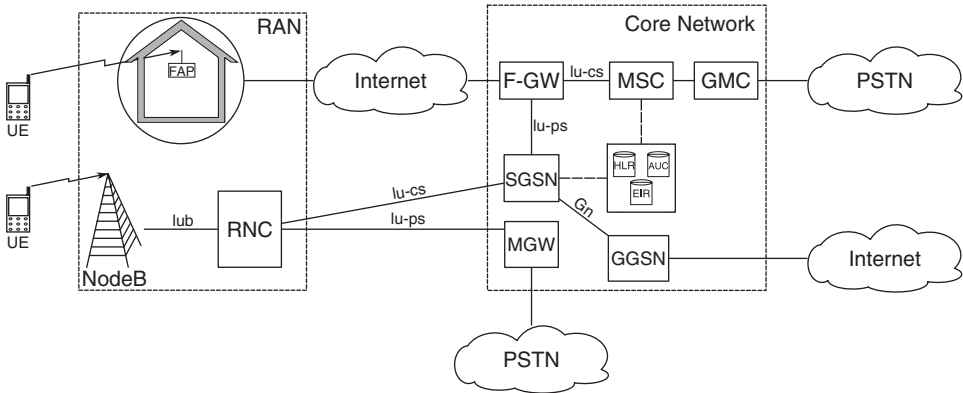 RAN
Core Network
FAP
UE
Internet
F-GW
lu-cs
MSC
GMC
PSTN
lu-ps
HLR
AUC
EIR
UE
NodeB
lub
RNC
lu-cs
lu-ps
SGSN
Gn
MGW
GGSN
Internet
PSTN